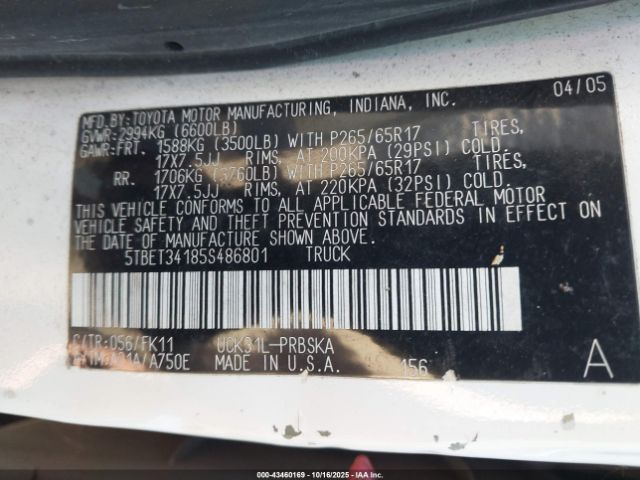 04/05
MFD.BY:TOYOTA MOTOR MANUFACTURING, INDIANA, INC.
GVWR:2994KG (6600LB)
GAWR:FRT. 1588KG (3500LB) WITH P265/65R17 TIRES,
17X7.5JJ RIMS, AT 200KPA (29PSI) COLD.
RR. 1706KG (3760LB) WITH P265/65R17 TIRES,
17X7.5JJ RIMS, AT 220KPA (32PSI) COLD.
THIS VEHICLE CONFORMS TO ALL APPLICABLE FEDERAL MOTOR
VEHICLE SAFETY AND THEFT PREVENTION STANDARDS IN EFFECT ON
THE DATE OF MANUFACTURE SHOWN ABOVE.
5TBET34185S486801 TRUCK
C/TR:056/FK11 UCK31L-PRBSKA
A31A/A750E MADE IN U.S.A. 156 A
000-43460169 | 10/16/2025 | IAA Inc.